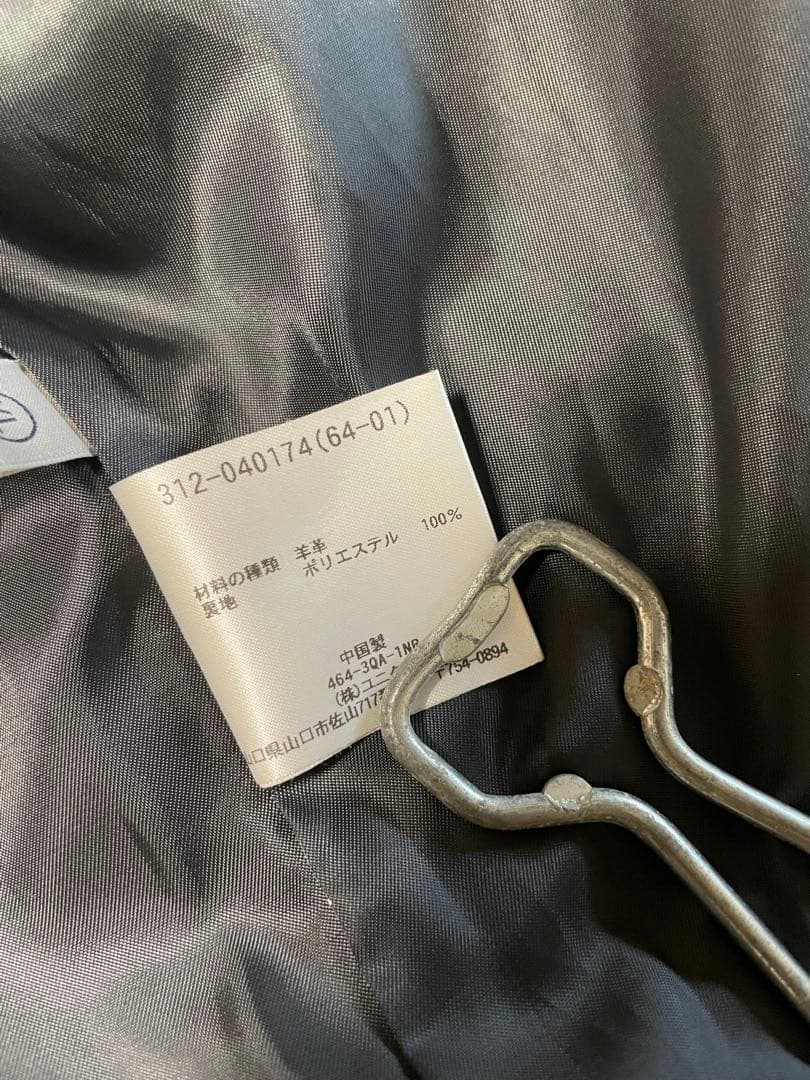 312-040174(64-01)
材料の種類 羊革
裏地 ポリエステル 100%
中国製
464-3QA-1NP
(株)ユニ
口県山口市佐山717 〒754-0894